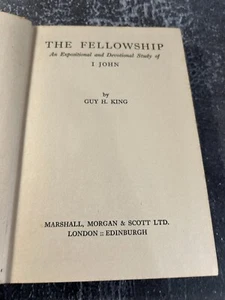 THE FELLOWSHIP
An Expositional and Devotional Study of
I JOHN
by
GUY H. KING
MARSHALL, MORGAN & SCOTT LTD.
LONDON :: EDINBURGH